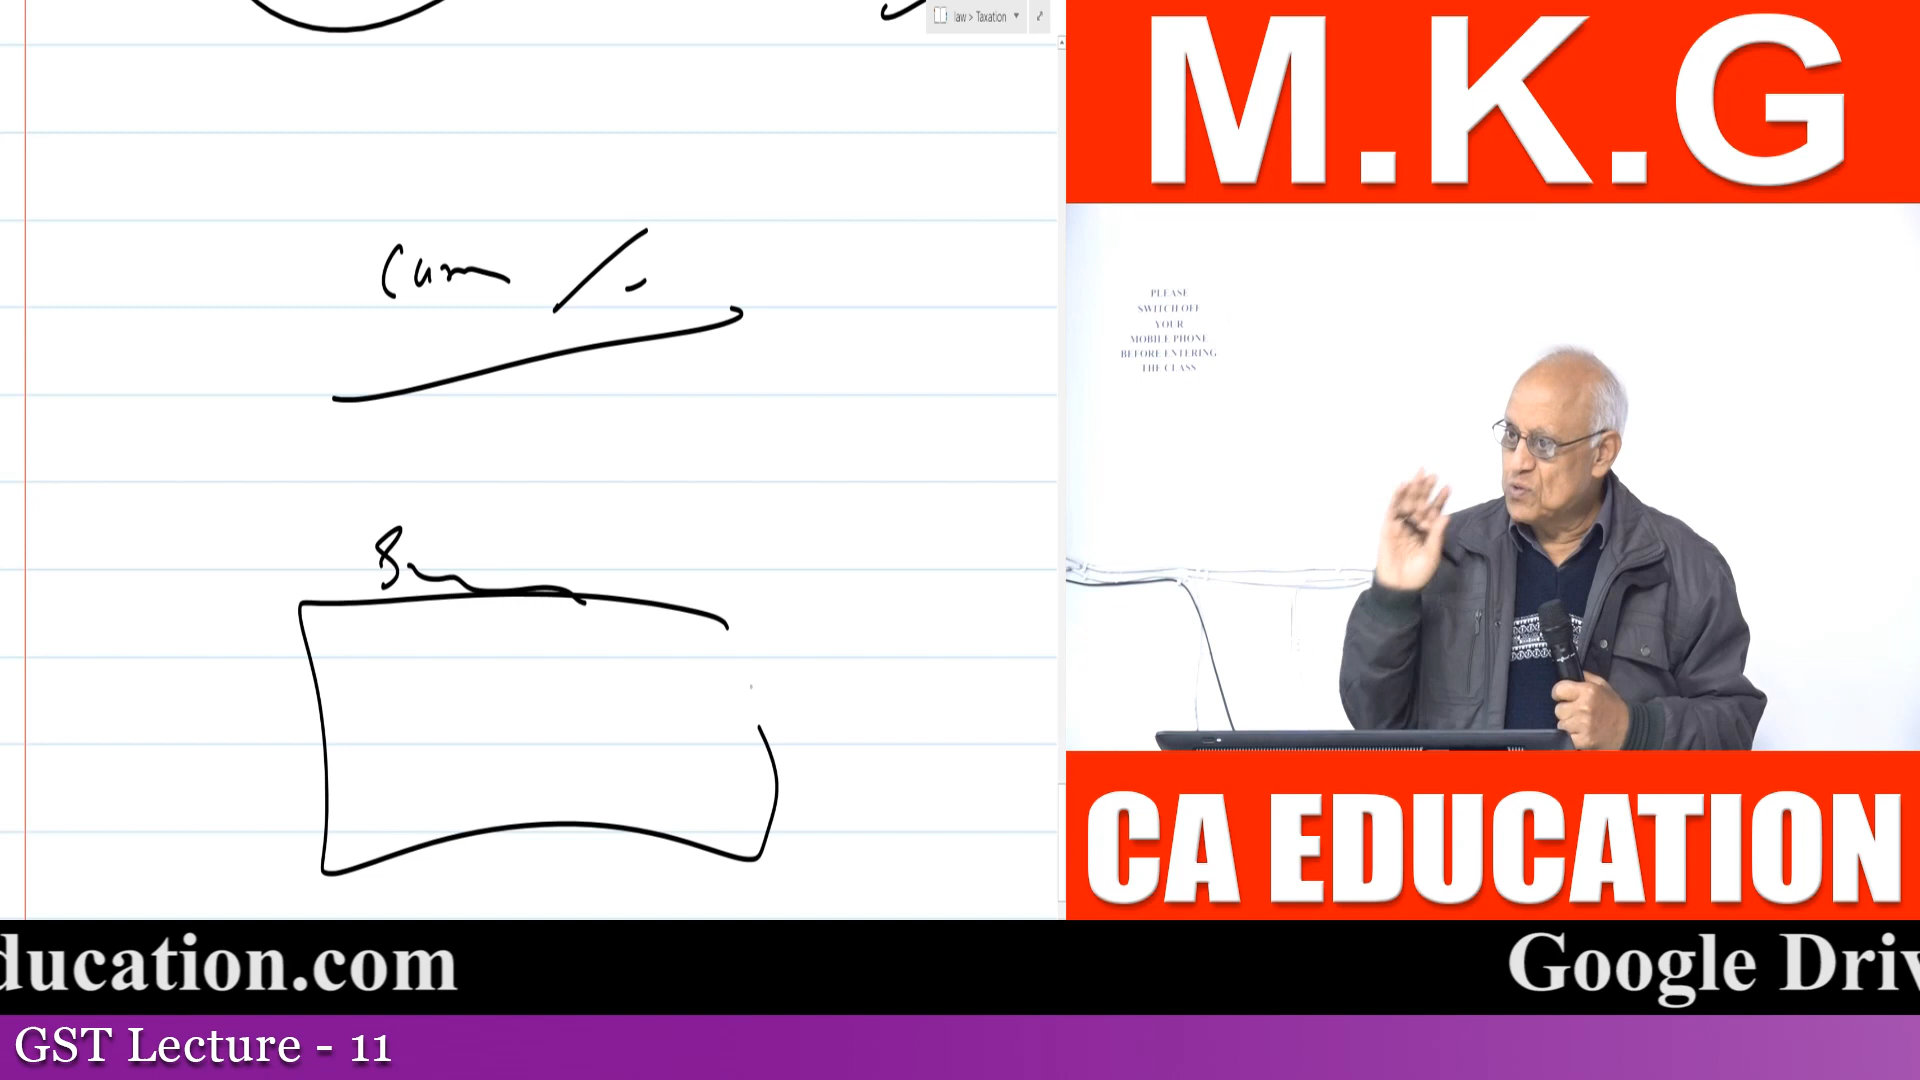 law > Taxation
M.K.G
PLEASE
SWITCH OFF
YOUR
MOBILE PHONE
BEFORE ENTERING
THE CLASS
CA EDUCATION
ducation.com
Google Driv
GST Lecture - 11